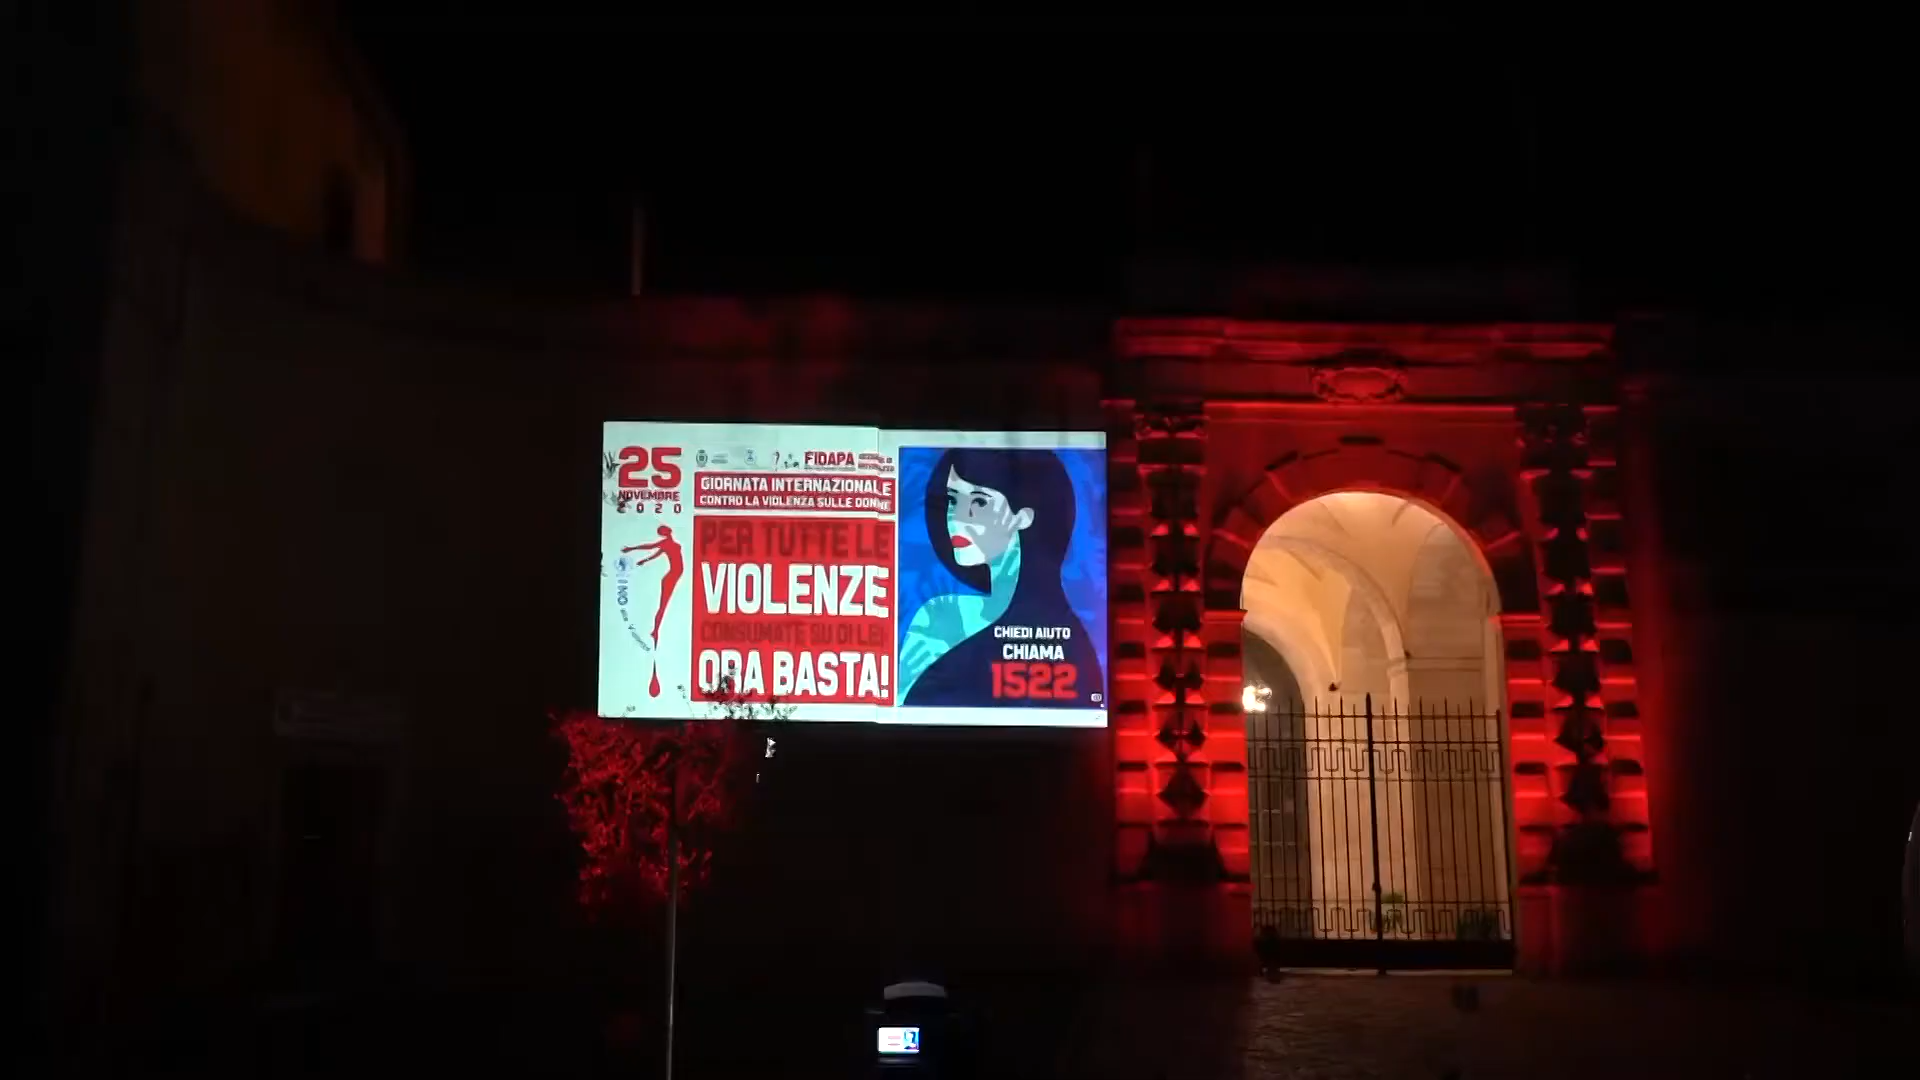 25
NOVEMBRE
2020
FIDAPA
GIORNATA INTERNAZIONALE
CONTRO LA VIOLENZA SULLE DONNE
PER TUTTE LE
VIOLENZE
CONSUMATE SU DI LEI
ORA BASTA!
CHIEDI AIUTO
CHIAMA
1522